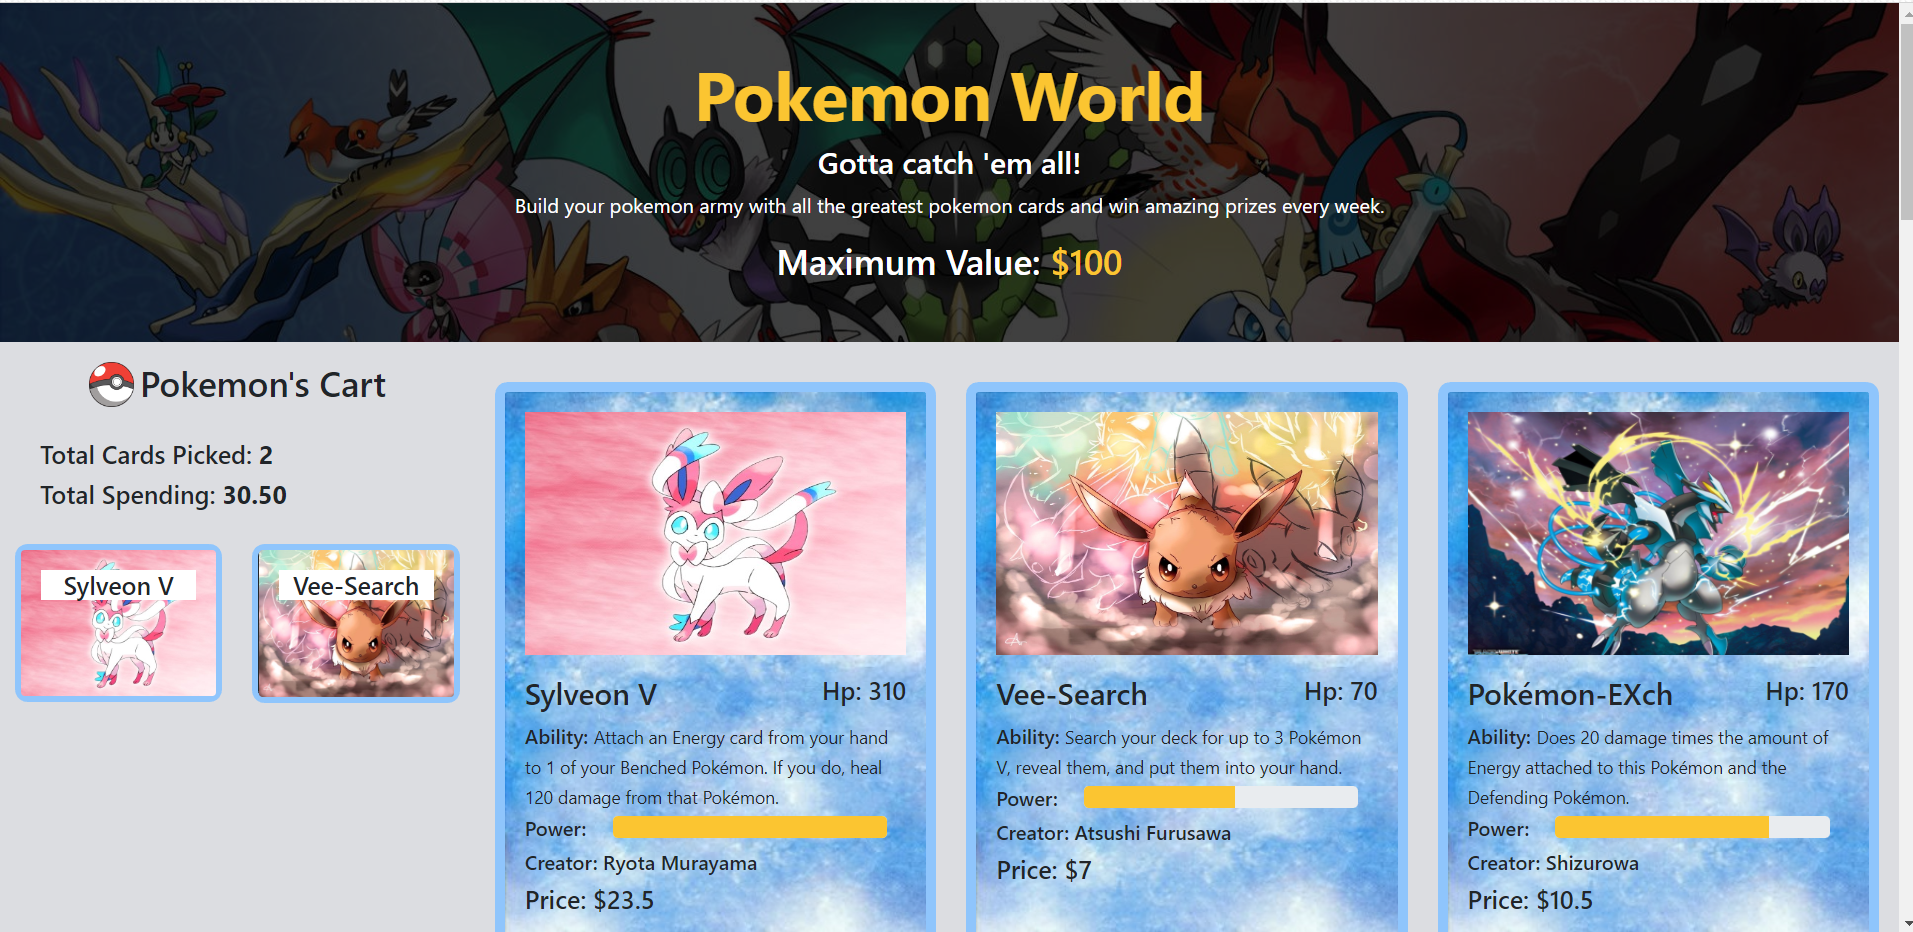 Pokemon World
Gotta catch 'em all!
Build your pokemon army with all the greatest pokemon cards and win amazing prizes every week.
Maximum Value: $100
Pokemon's Cart
Total Cards Picked: 2
Total Spending: 30.50
Sylveon V
Vee-Search
Sylveon V
Hp: 310
Ability: Attach an Energy card from your hand
to 1 of your Benched Pokémon. If you do, heal
120 damage from that Pokémon.
Power:
Creator: Ryota Murayama
Price: $23.5
Vee-Search
Hp: 70
Ability: Search your deck for up to 3 Pokémon
V, reveal them, and put them into your hand.
Power:
Creator: Atsushi Furusawa
Price: $7
Pokémon-EXch
Hp: 170
Ability: Does 20 damage times the amount of
Energy attached to this Pokémon and the
Defending Pokémon.
Power:
Creator: Shizurowa
Price: $10.5